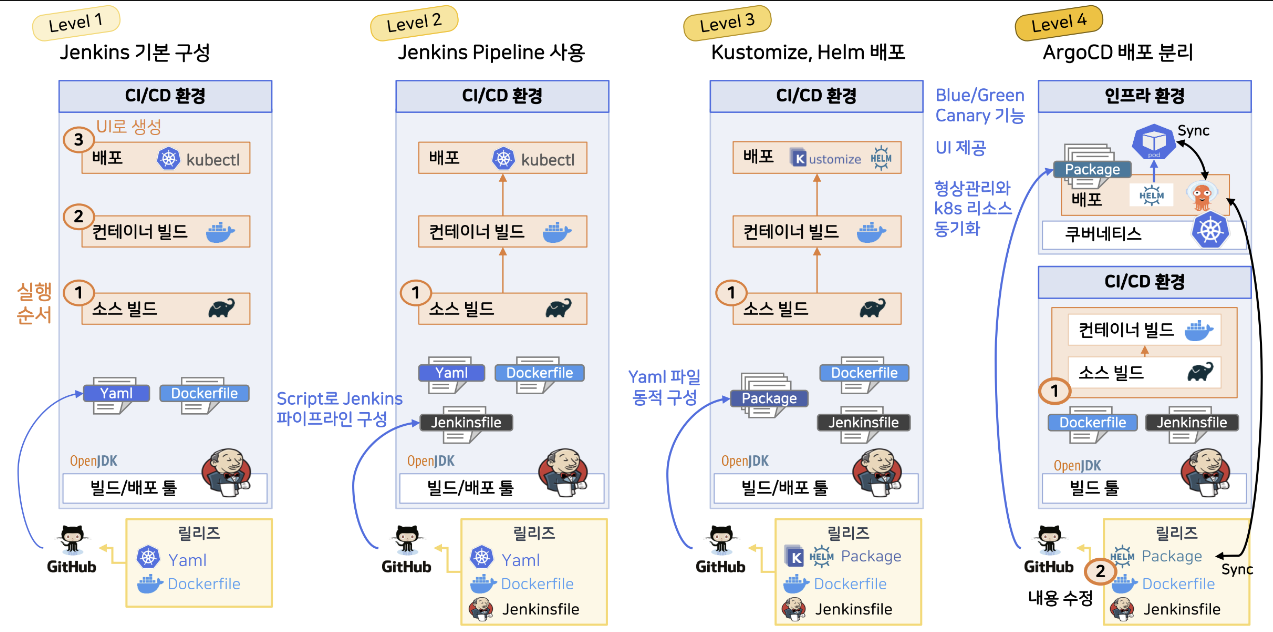 Level 1
Jenkins 기본 구성
CI/CD 환경
UI로 생성
3
배포
kubectl
2
컨테이너 빌드
실행
순서
1
소스 빌드
Yaml
Dockerfile
OpenJDK
빌드/배포 툴
GitHub
릴리즈
Yaml
Dockerfile
Level 2
Jenkins Pipeline 사용
CI/CD 환경
배포
kubectl
컨테이너 빌드
1
소스 빌드
Yaml
Dockerfile
Script로 Jenkins
파이프라인 구성
Jenkinsfile
OpenJDK
빌드/배포 툴
GitHub
릴리즈
Yaml
Dockerfile
Jenkinsfile
Level 3
Kustomize, Helm 배포
CI/CD 환경
배포
Kustomize
HELM
컨테이너 빌드
1
소스 빌드
Yaml 파일
동적 구성
Dockerfile
Package
Jenkinsfile
OpenJDK
빌드/배포 툴
GitHub
릴리즈
K
HELM
Package
Dockerfile
Jenkinsfile
Level 4
ArgoCD 배포 분리
Blue/Green
Canary 기능
UI 제공
형상관리와
k8s 리소스
동기화
인프라 환경
pod
Sync
Package
배포
HELM
쿠버네티스
CI/CD 환경
컨테이너 빌드
소스 빌드
1
Dockerfile
Jenkinsfile
OpenJDK
빌드 툴
GitHub
릴리즈
HELM
Package
Sync
2
Dockerfile
내용 수정
Jenkinsfile